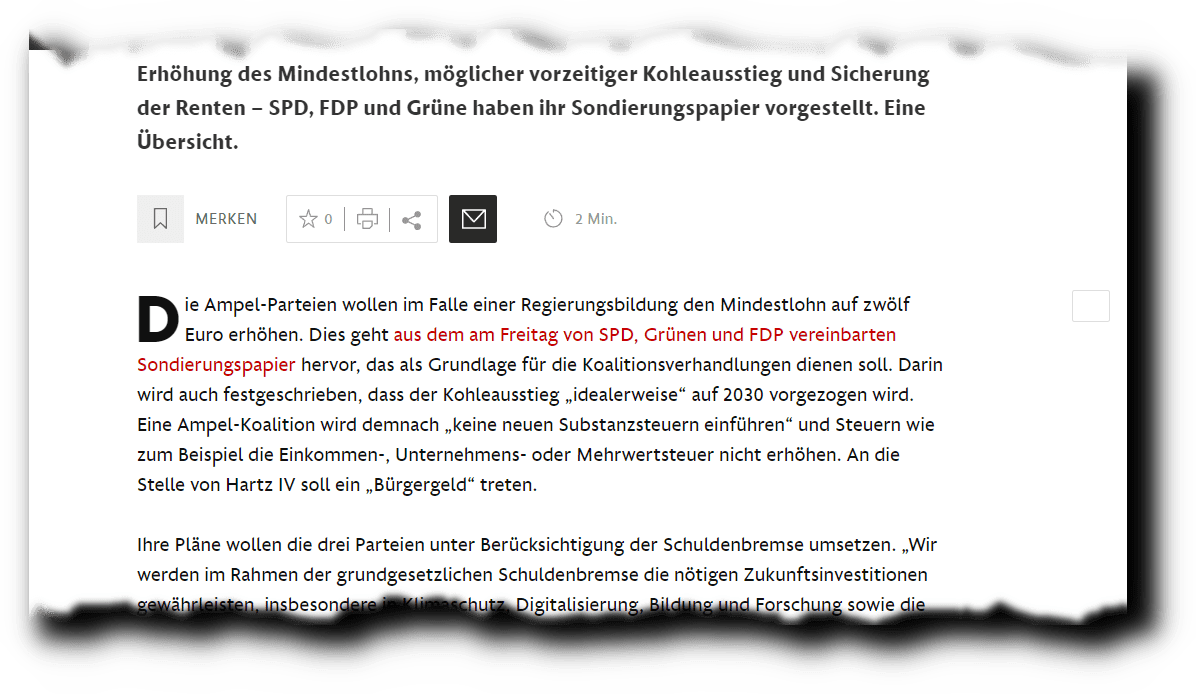 Erhöhung des Mindestlohns, möglicher vorzeitiger Kohleausstieg und Sicherung
der Renten – SPD, FDP und Grüne haben ihr Sondierungspapier vorgestellt. Eine
Übersicht.
MERKEN 0 2 Min.
Die Ampel-Parteien wollen im Falle einer Regierungsbildung den Mindestlohn auf zwölf
Euro erhöhen. Dies geht aus dem am Freitag von SPD, Grünen und FDP vereinbarten
Sondierungspapier hervor, das als Grundlage für die Koalitionsverhandlungen dienen soll. Darin
wird auch festgeschrieben, dass der Kohleausstieg „idealerweise“ auf 2030 vorgezogen wird.
Eine Ampel-Koalition wird demnach „keine neuen Substanzsteuern einführen“ und Steuern wie
zum Beispiel die Einkommen-, Unternehmens- oder Mehrwertsteuer nicht erhöhen. An die
Stelle von Hartz IV soll ein „Bürgergeld“ treten.
Ihre Pläne wollen die drei Parteien unter Berücksichtigung der Schuldenbremse umsetzen. „Wir
werden im Rahmen der grundgesetzlichen Schuldenbremse die nötigen Zukunftsinvestitionen
gewährleisten, insbesondere in Klimaschutz, Digitalisierung, Bildung und Forschung sowie die